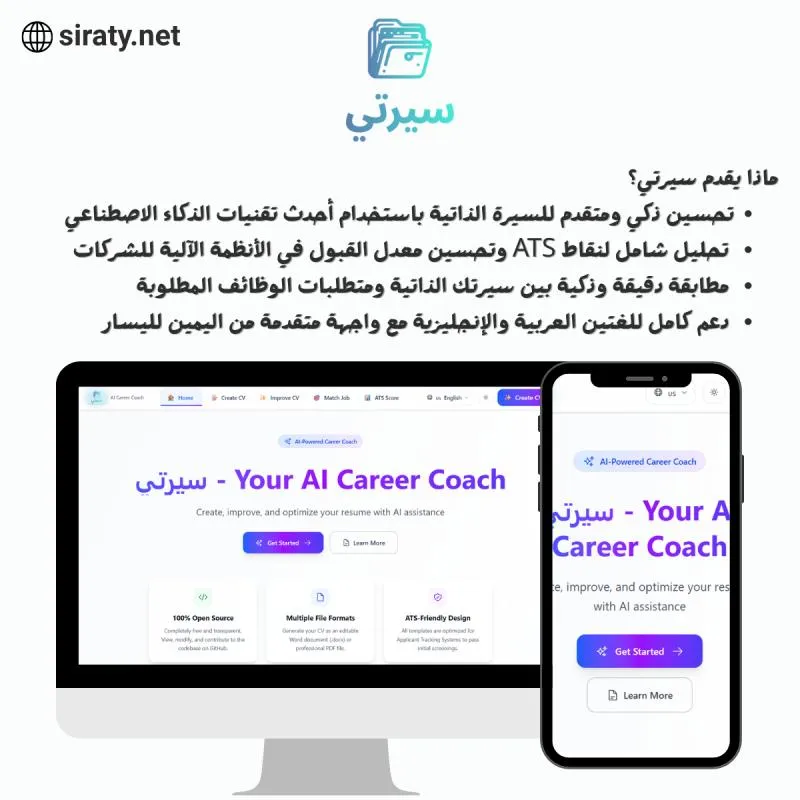 siraty.net
سيرتي
ماذا يقدم سيرتي؟
• تحسين ذكي ومتقدم للسيرة الذاتية باستخدام أحدث تقنيات الذكاء الاصطناعي
• تحليل شامل لنقاط ATS وتحسين معدل القبول في الأنظمة الآلية للشركات
• مطابقة دقيقة وذكية بين سيرتك الذاتية ومتطلبات الوظائف المطلوبة
• دعم كامل للغتين العربية والإنجليزية مع واجهة متقدمة من اليمين لليسار
AI Career Coach Home Create CV Improve CV Match Job ATS Score us English Create C
AI-Powered Career Coach
سيرتي - Your AI Career Coach
Create, improve, and optimize your resume with AI assistance
Get Started → Learn More
100% Open Source
Completely free and transparent.
View, modify, and contribute to the
codebase on GitHub.
Multiple File Formats
Generate your CV as an editable
Word document (.docx) or
professional PDF file.
ATS-Friendly Design
All templates are optimized for
Applicant Tracking Systems to pass
initial screenings.
US
AI-Powered Career Coach
سيرتي - Your A
Career Coach
ce, improve, and optimize your res
with AI assistance
Get Started →
Learn More